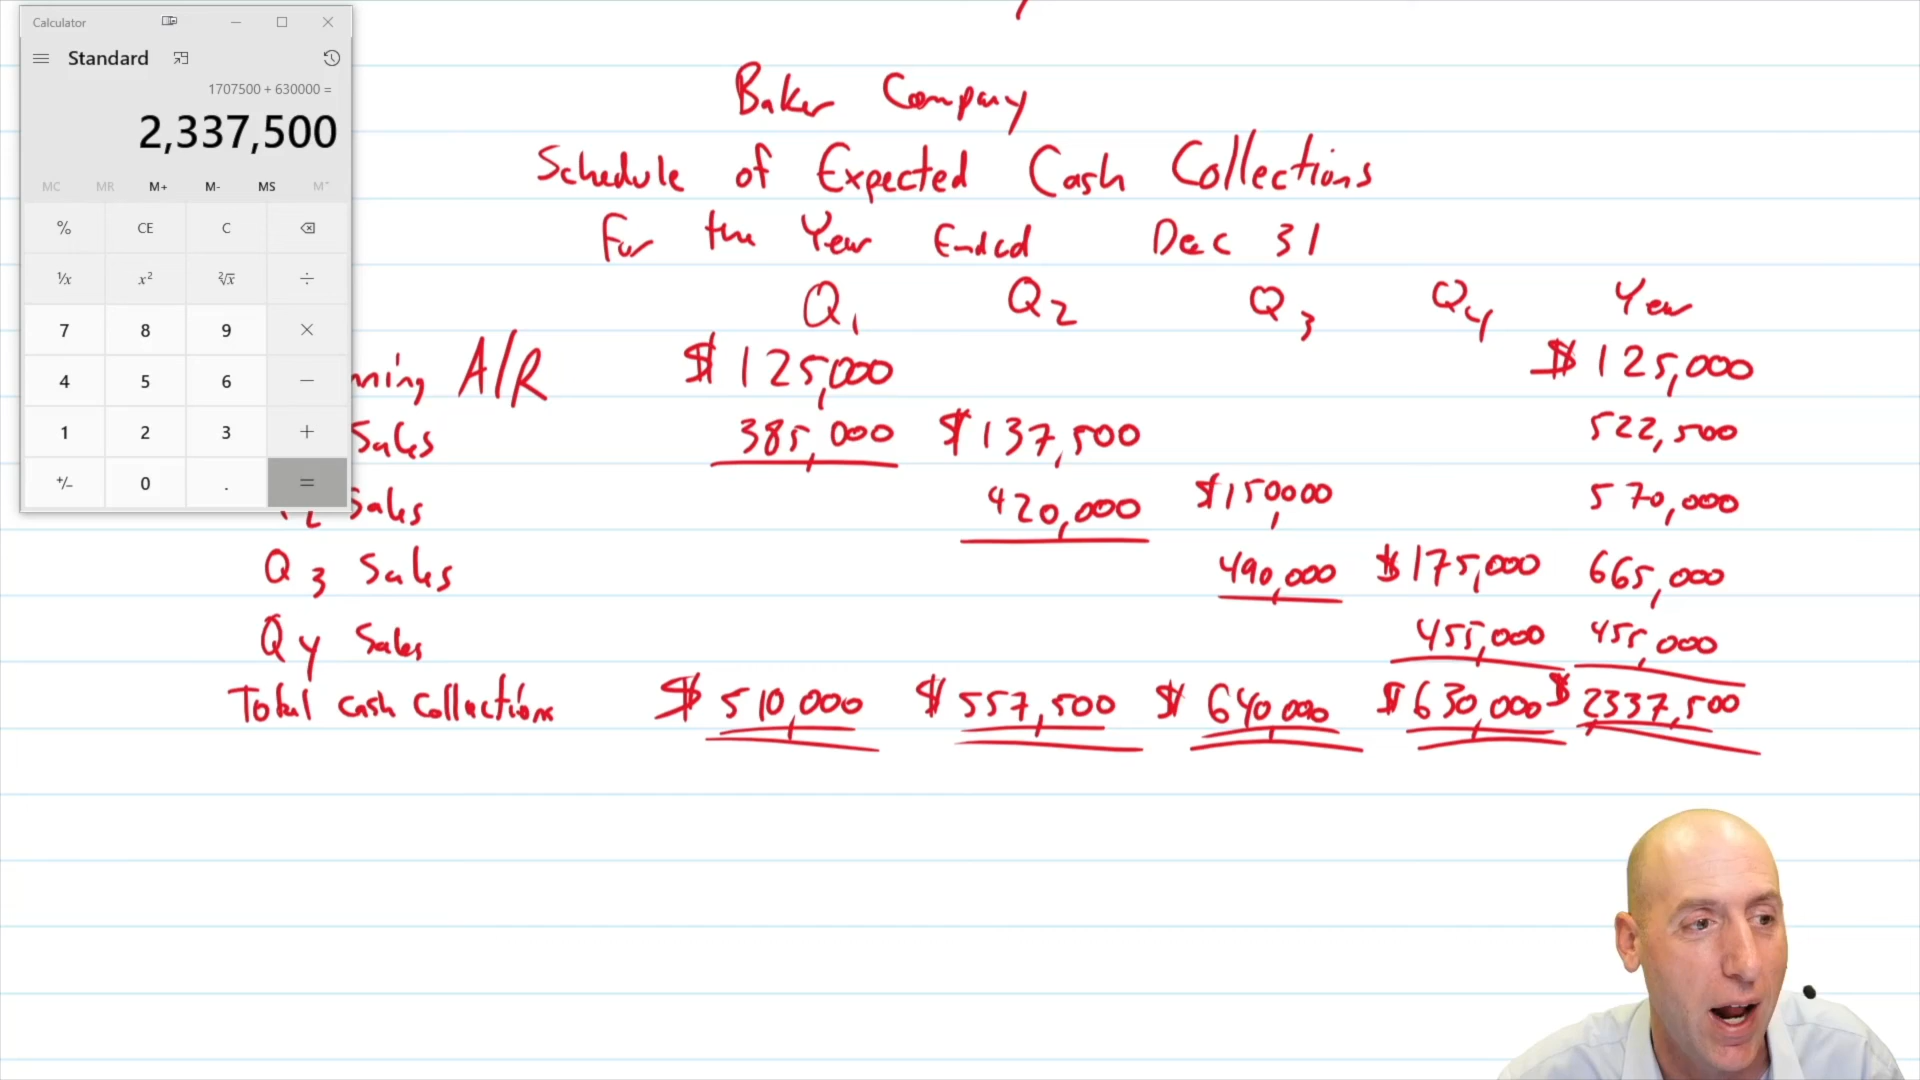 Calculator
Standard
1707500 + 630000 =
2,337,500
MC MR M+ M- MS M˅
% CE C
¹/x x² ²√x ÷
7 8 9 ×
4 5 6 −
1 2 3 +
+/− 0 . =
Baker Company
Schedule of Expected Cash Collections
For the Year Ended Dec 31
Q1 Q2 Q3 Q4 Year
nning A/R $125,000 $125,000
Sales 385,000 $137,500 522,500
2 Sales 420,000 $150,000 570,000
Q3 Sales 490,000 $175,000 665,000
Q4 Sales 455,000 455,000
Total cash collections $510,000 $557,500 $640,000 $630,000 $2337,500